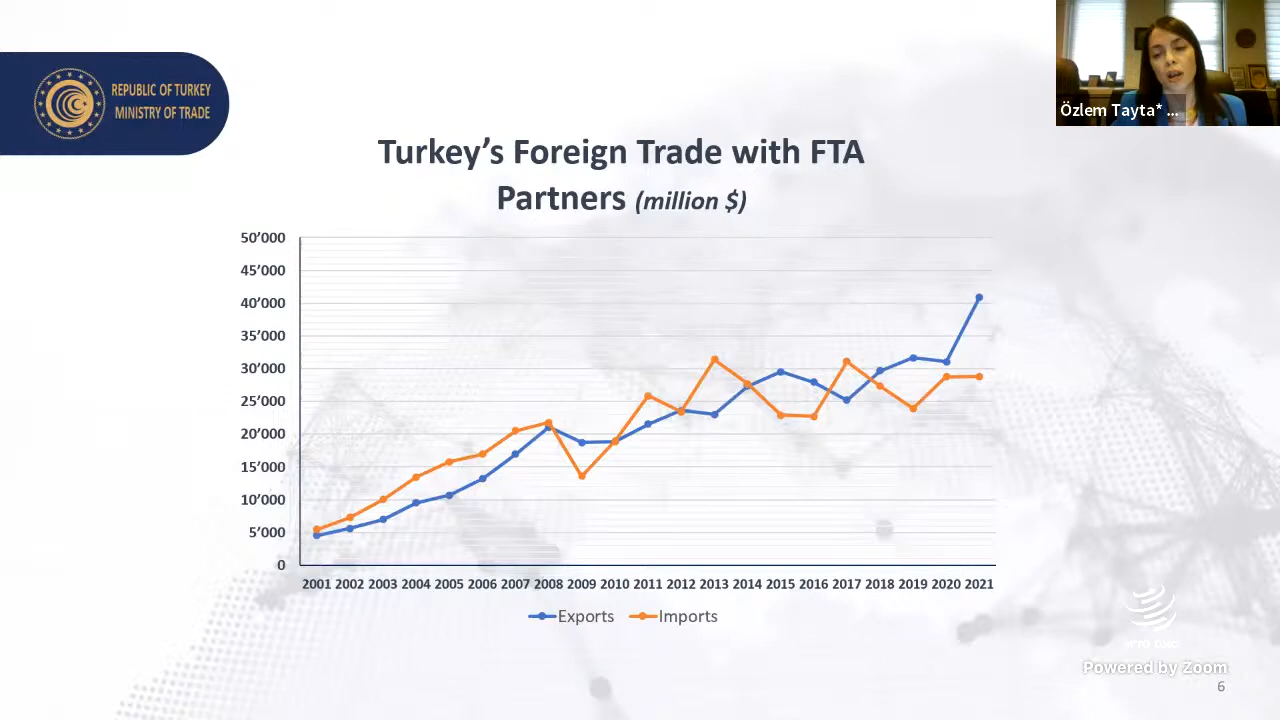 REPUBLIC OF TURKEY
MINISTRY OF TRADE
Özlem Tayta* ...
Turkey’s Foreign Trade with FTA
Partners (million $)
50’000
45’000
40’000
35’000
30’000
25’000
20’000
15’000
10’000
5’000
0
2001 2002 2003 2004 2005 2006 2007 2008 2009 2010 2011 2012 2013 2014 2015 2016 2017 2018 2019 2020 2021
Exports Imports
Powered by Zoom
6